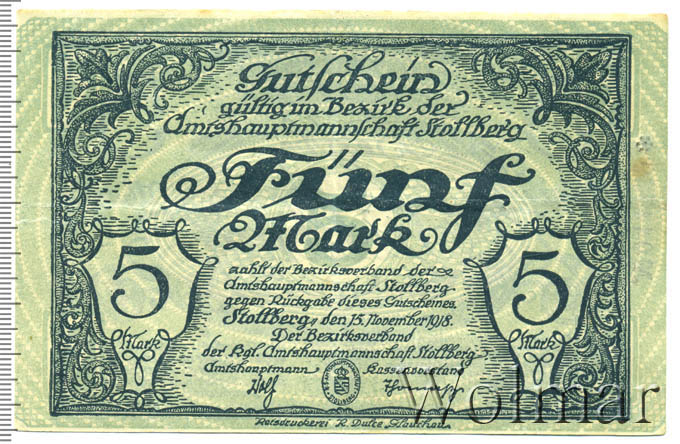 Gutschein
gültig im Bezirk der
Amtshauptmannschaft Stollberg
Fünf
Mark
5
Mark
5
Mark
zahlt der Bezirksverband der
Amtshauptmannschaft Stollberg
gegen Rückgabe dieses Gutscheines.
Stollberg, den 15. November 1918.
Der Bezirksverband
der Kgl. Amtshauptmannschaft Stollberg
Amtshauptmann Kassenvorstand
Ratsdruckerei R. Dulce, Glauchau
Wolmar